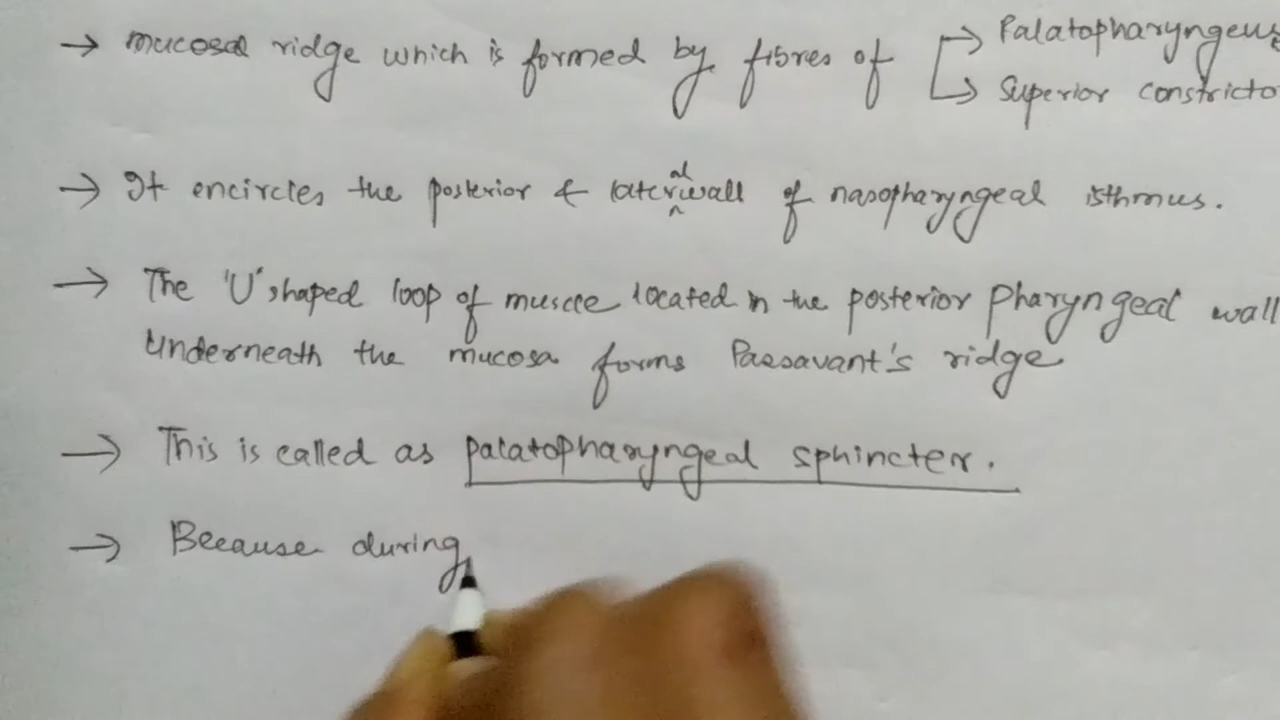 → mucosal ridge which is formed by fibres of → Palatopharyngeus
→ Superior constricto
→ It encircles the posterior & lateral wall of nasopharyngeal isthmus.
→ The 'U' shaped loop of muscle located in the posterior pharyngeal wall
underneath the mucosa forms Passavant's ridge
→ This is called as palatopharyngeal sphincter.
→ Because during